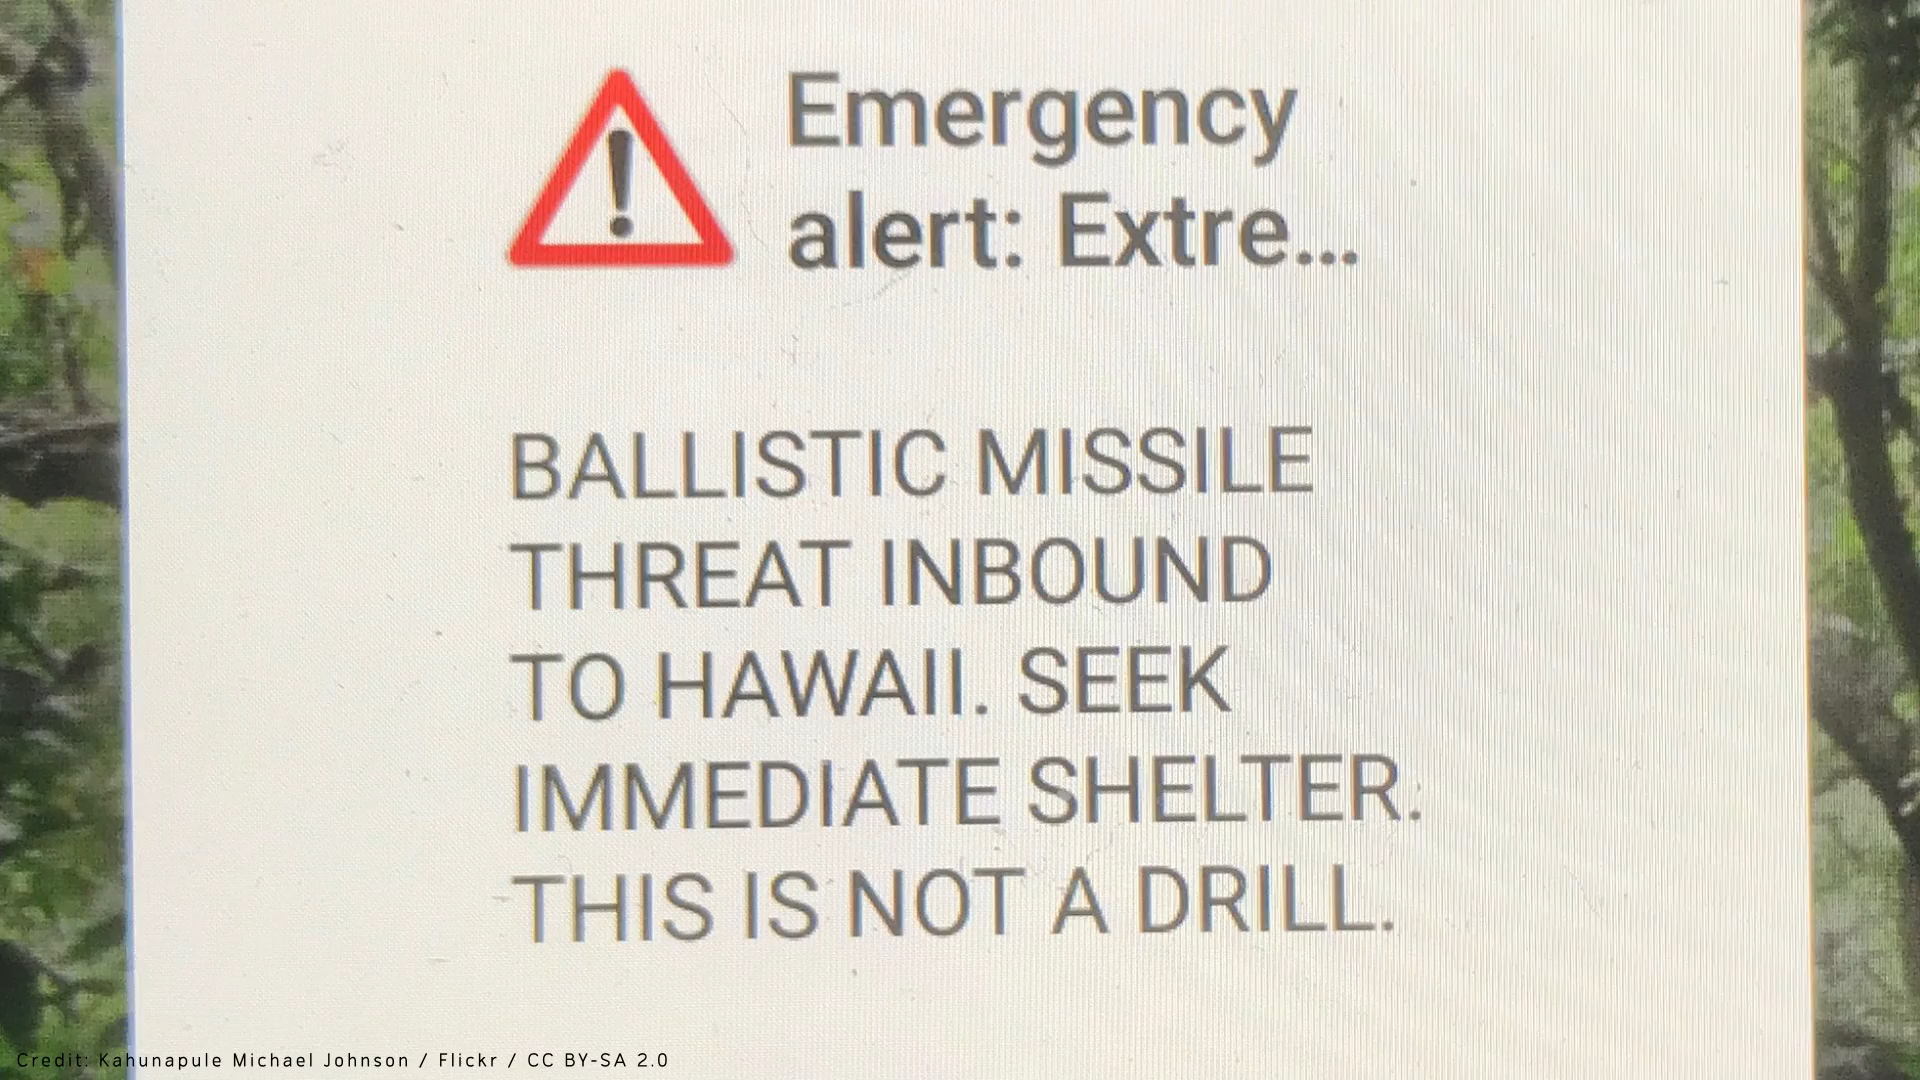 Emergency
alert: Extre...
BALLISTIC MISSILE
THREAT INBOUND
TO HAWAII. SEEK
IMMEDIATE SHELTER.
THIS IS NOT A DRILL.
Credit: Kahunapule Michael Johnson / Flickr / CC BY-SA 2.0